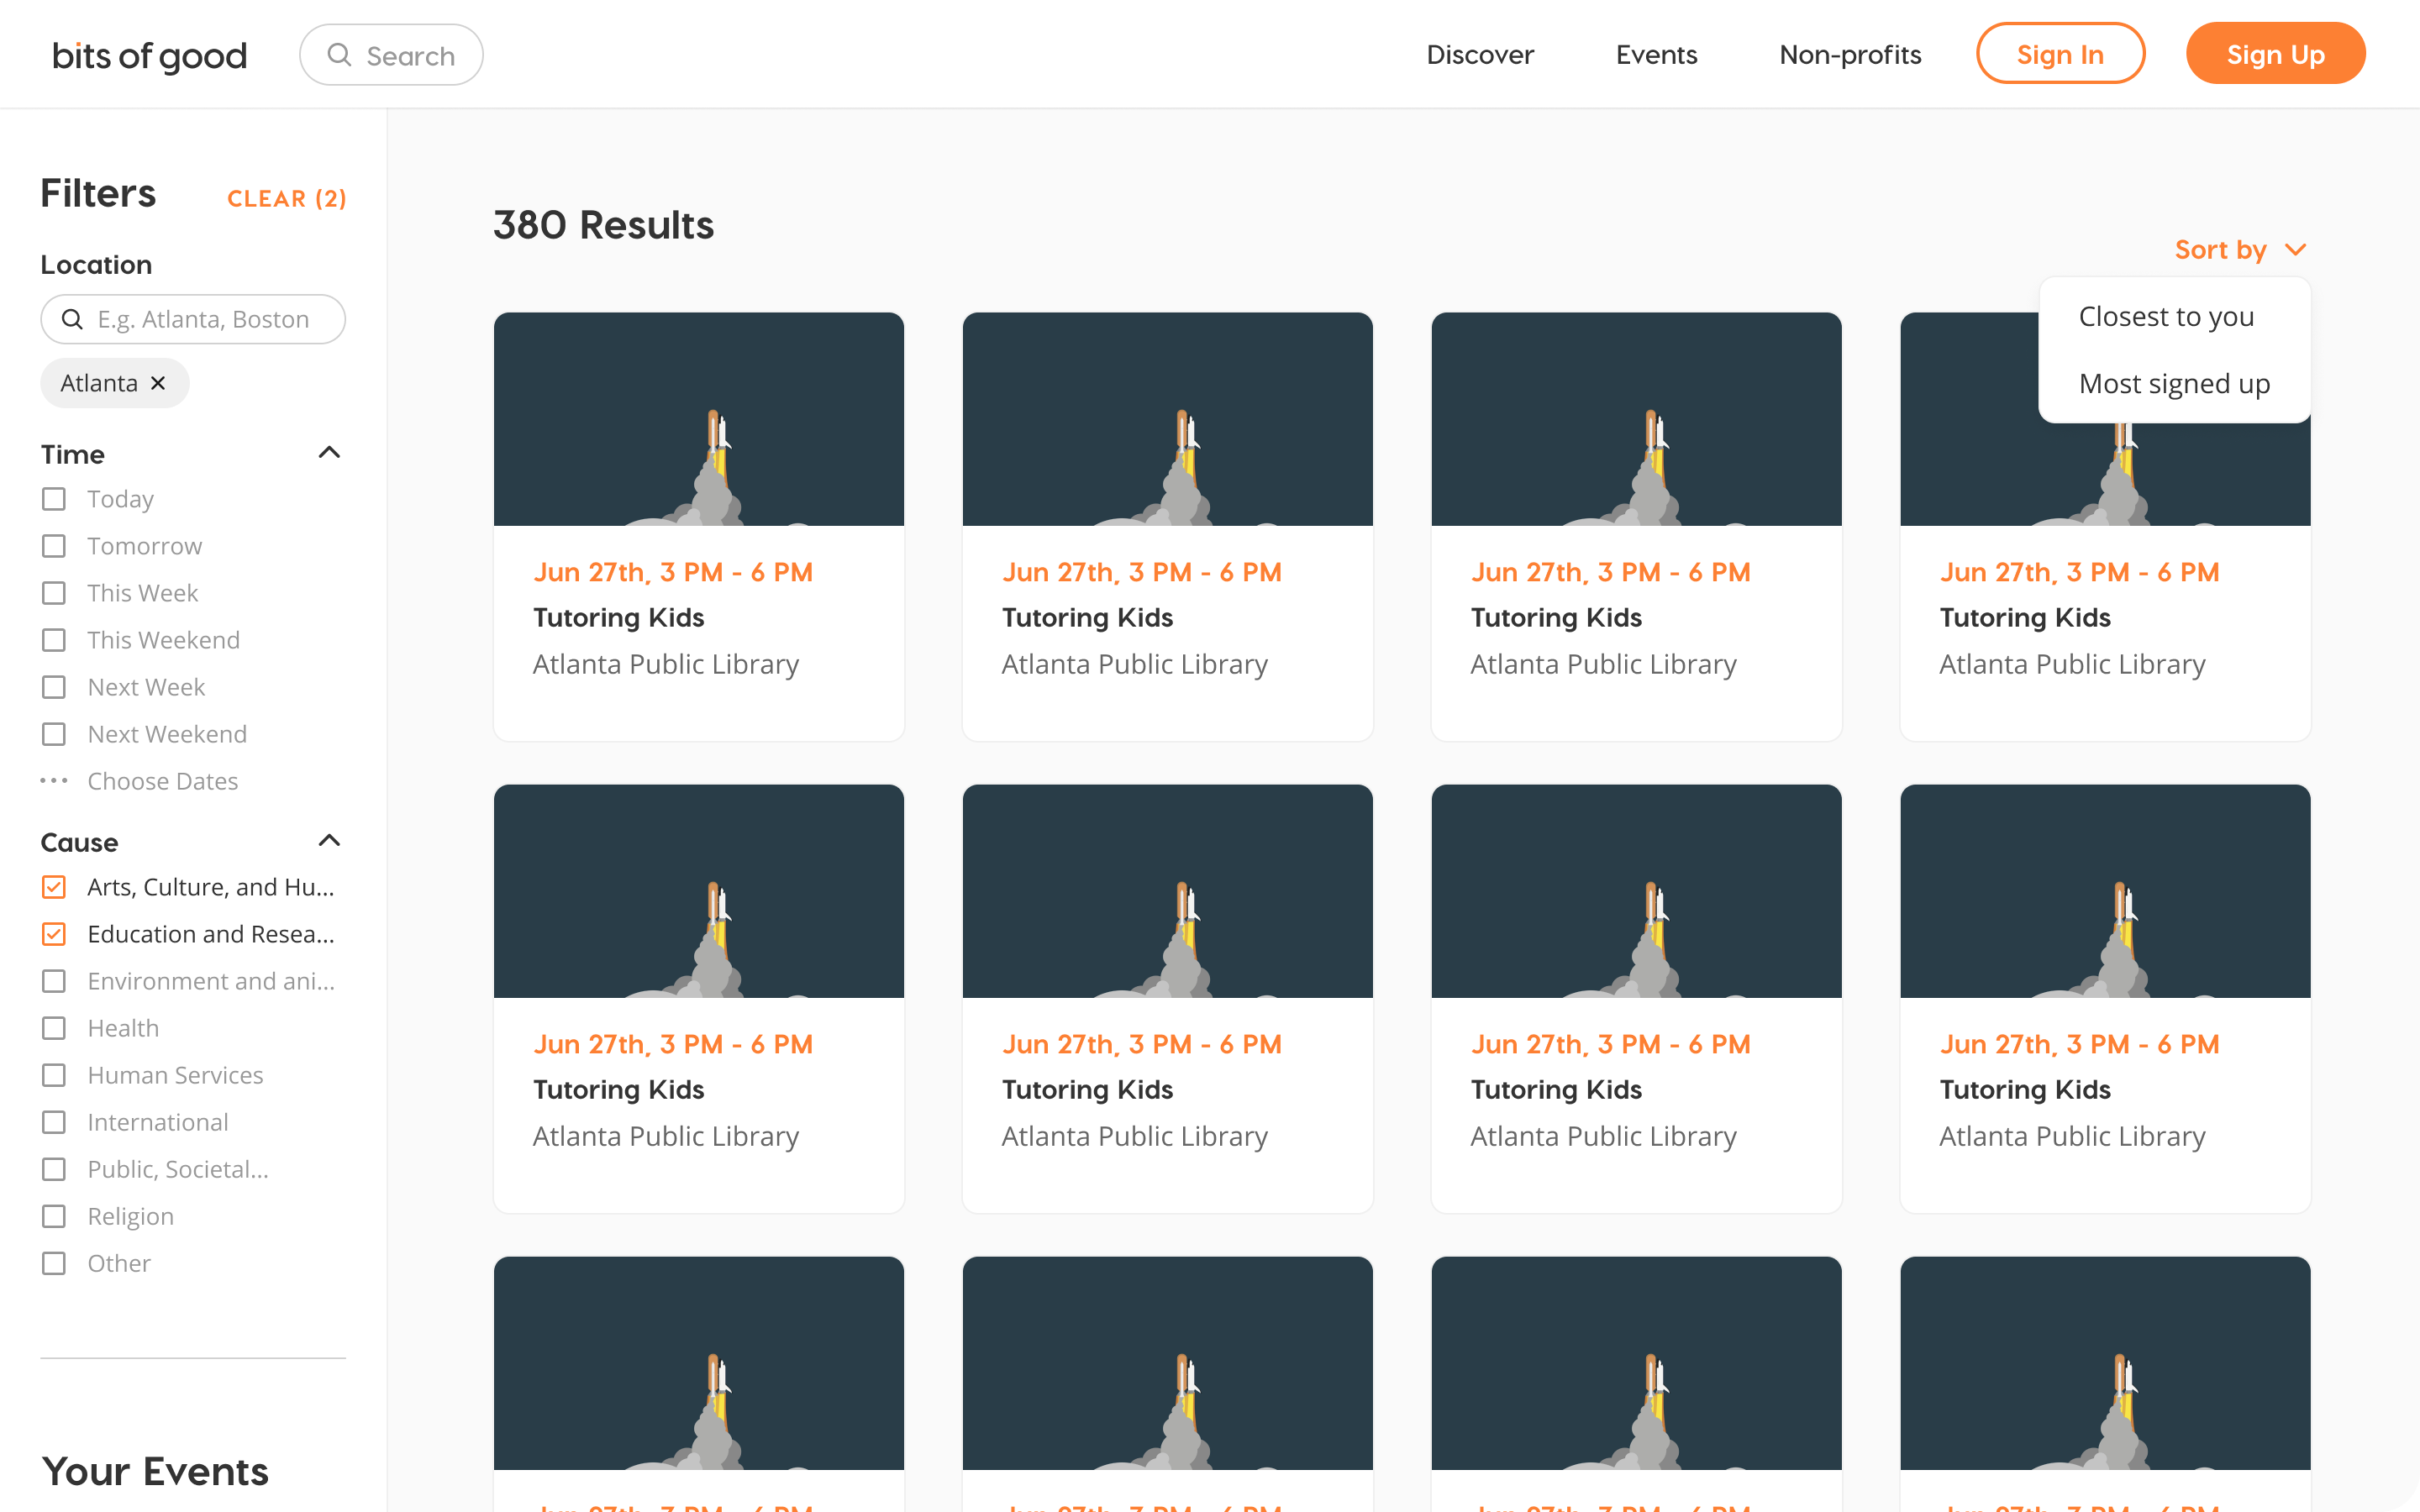 bits of good
Search
Discover
Events
Non-profits
Sign In
Sign Up
Filters
CLEAR (2)
Location
E.g. Atlanta, Boston
Atlanta
Time
Today
Tomorrow
This Week
This Weekend
Next Week
Next Weekend
Choose Dates
Cause
Arts, Culture, and Hu...
Education and Resea...
Environment and ani...
Health
Human Services
International
Public, Societal...
Religion
Other
Your Events
380 Results
Sort by
Closest to you
Most signed up
Jun 27th, 3 PM - 6 PM
Tutoring Kids
Atlanta Public Library
Jun 27th, 3 PM - 6 PM
Tutoring Kids
Atlanta Public Library
Jun 27th, 3 PM - 6 PM
Tutoring Kids
Atlanta Public Library
Jun 27th, 3 PM - 6 PM
Tutoring Kids
Atlanta Public Library
Jun 27th, 3 PM - 6 PM
Tutoring Kids
Atlanta Public Library
Jun 27th, 3 PM - 6 PM
Tutoring Kids
Atlanta Public Library
Jun 27th, 3 PM - 6 PM
Tutoring Kids
Atlanta Public Library
Jun 27th, 3 PM - 6 PM
Tutoring Kids
Atlanta Public Library